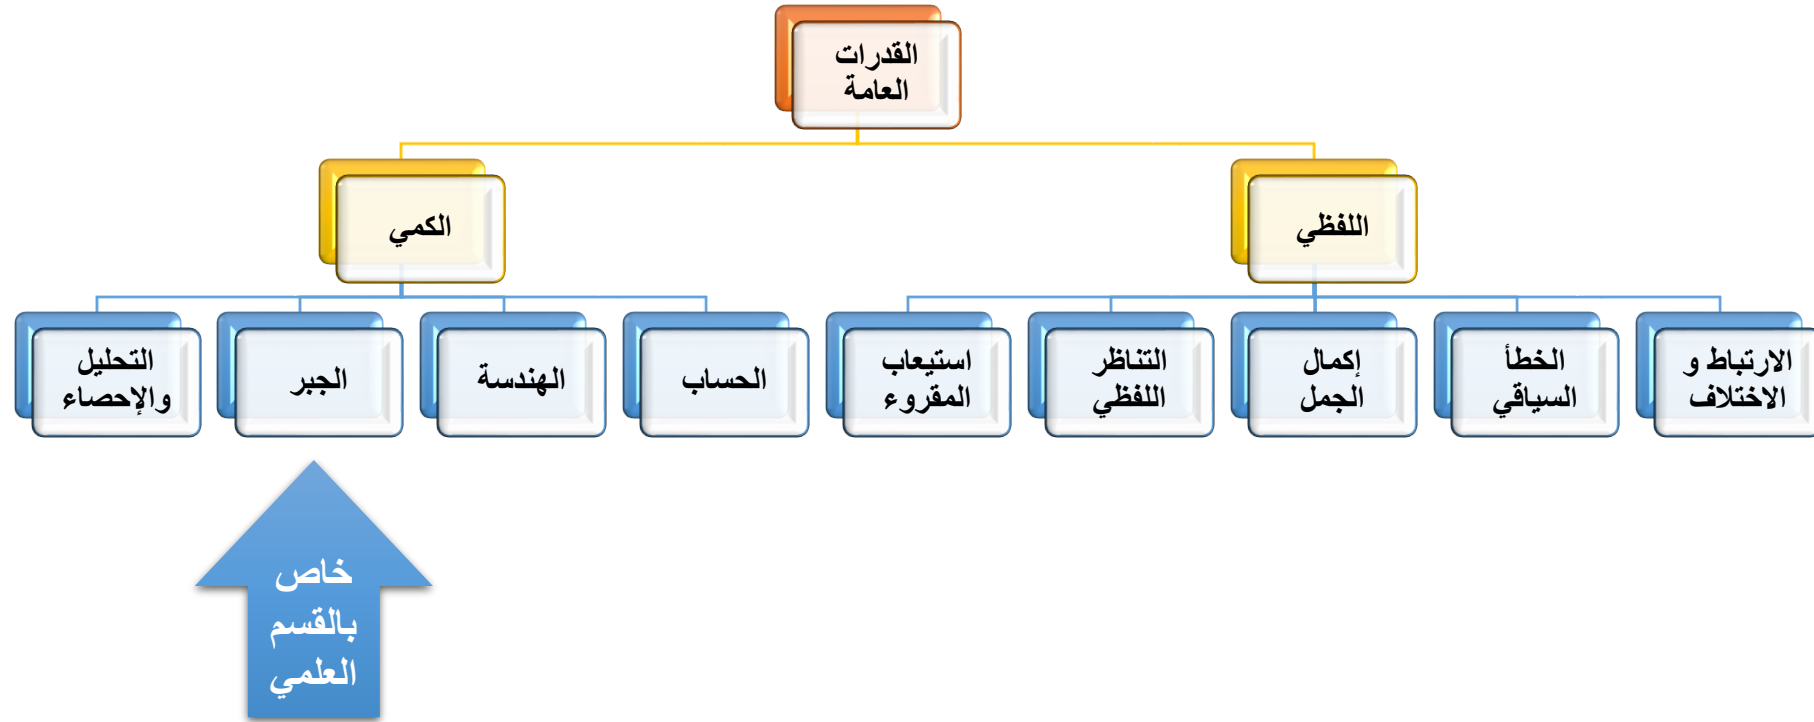 القدرات
العامة
اللفظي
الكمي
الارتباط و
الاختلاف
الخطأ
السياقي
إكمال
الجمل
التناظر
اللفظي
استيعاب
المقروء
الحساب
الهندسة
الجبر
التحليل
والإحصاء
خاص
بالقسم
العلمي